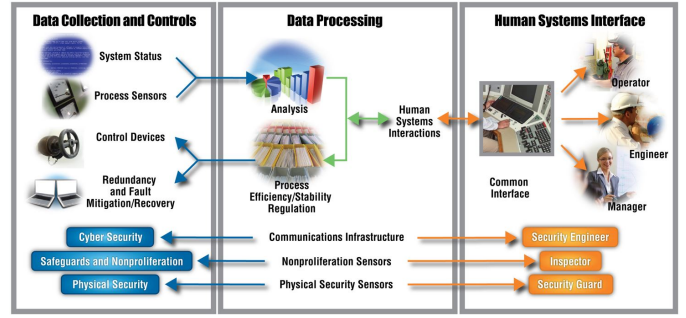 Data Collection and Controls
System Status
Process Sensors
Control Devices
Redundancy
and Fault
Mitigation/Recovery
Data Processing
Analysis
Process
Efficiency/Stability
Regulation
Human
Systems
Interactions
Human Systems Interface
Operator
Engineer
Manager
Common
Interface
Cyber Security
Communications Infrastructure
Security Engineer
Safeguards and Nonproliferation
Nonproliferation Sensors
Inspector
Physical Security
Physical Security Sensors
Security Guard